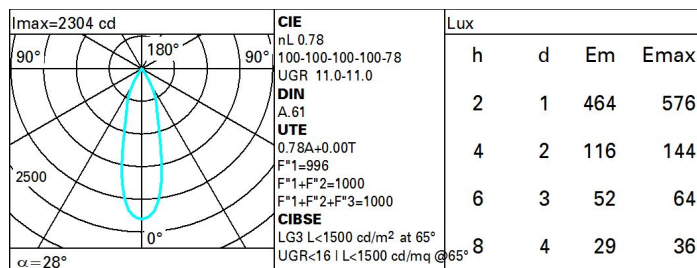 Imax=2304 cd
90°
180°
90°
2500
0°
α=28°
CIE
nL 0.78
100-100-100-100-78
UGR 11.0-11.0
DIN
A.61
UTE
0.78A+0.00T
F"1=996
F"1+F"2=1000
F"1+F"2+F"3=1000
CIBSE
LG3 L<1500 cd/m² at 65°
UGR<16 | L<1500 cd/mq @65°
Lux
h d Em Emax
2 1 464 576
4 2 116 144
6 3 52 64
8 4 29 36